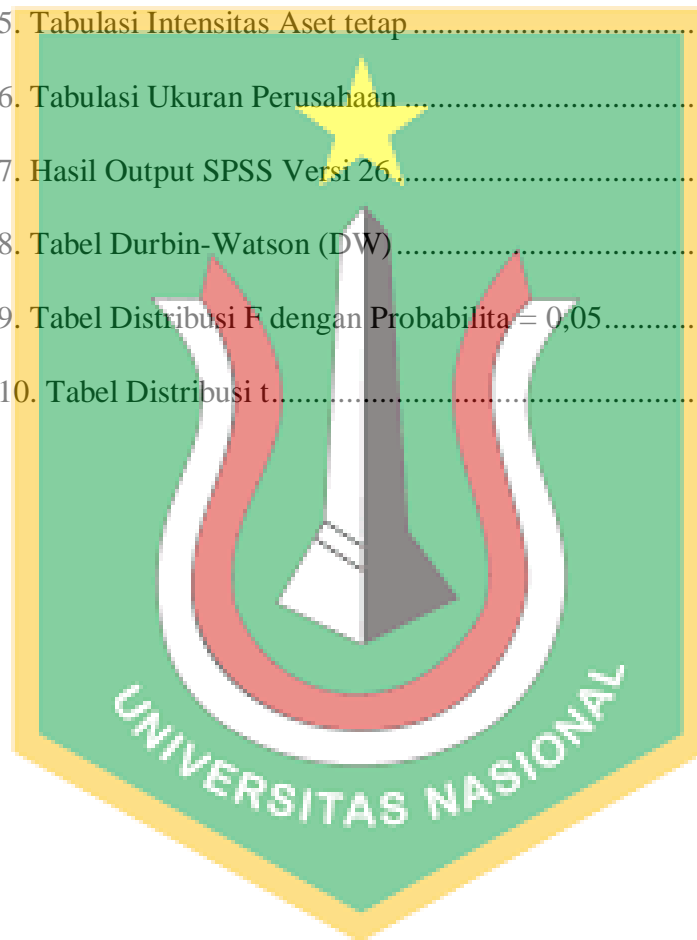 5. Tabulasi Intensitas Aset tetap ....................................
6. Tabulasi Ukuran Perusahaan .....................................
7. Hasil Output SPSS Versi 26 ......................................
8. Tabel Durbin-Watson (DW) ......................................
9. Tabel Distribusi F dengan Probabilita = 0,05............
10. Tabel Distribusi t......................................................
UNIVERSITAS NASIONAL